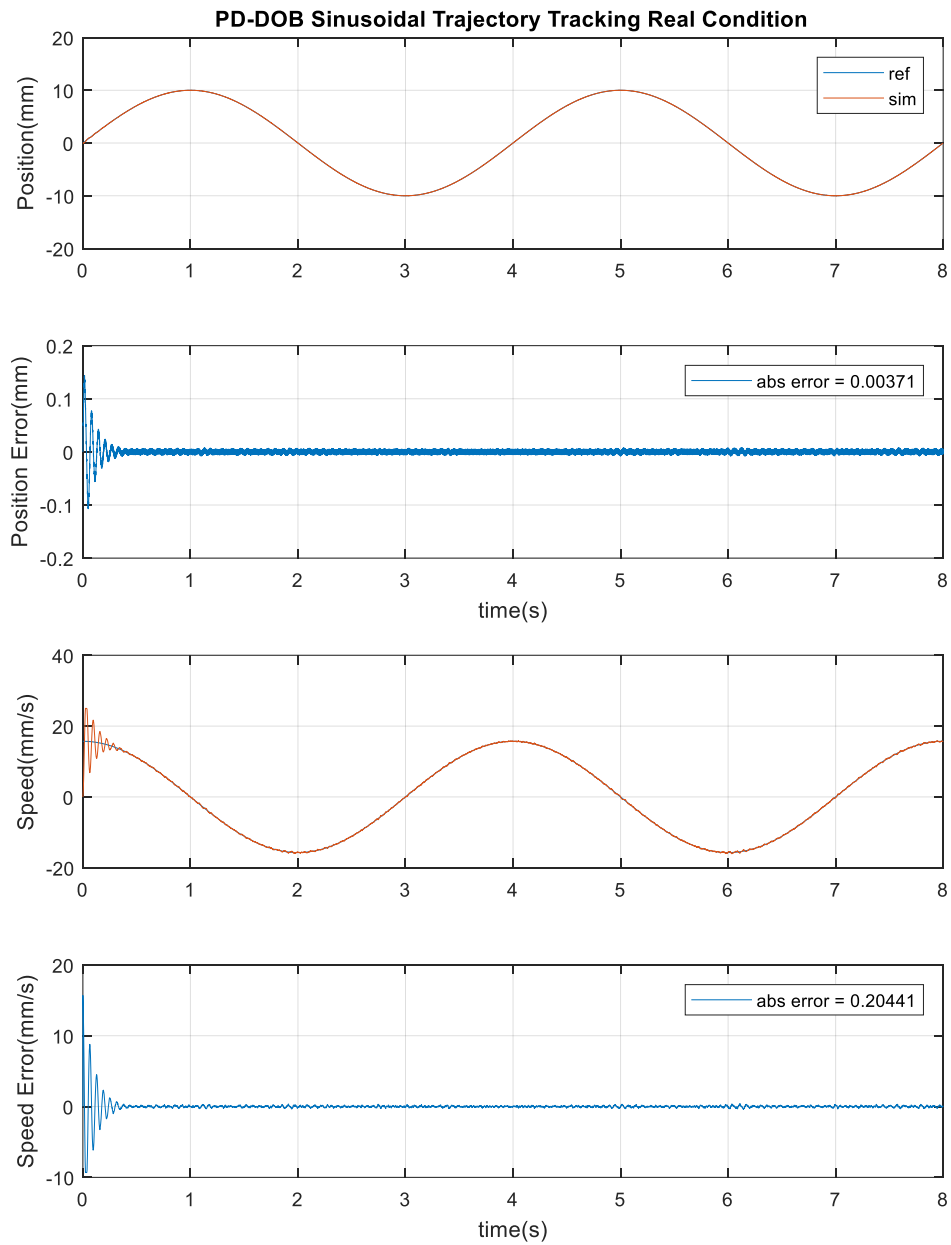 PD-DOB Sinusoidal Trajectory Tracking Real Condition
20
10
0
-10
-20
Position(mm)
ref
sim
0 1 2 3 4 5 6 7 8
0.2
0.1
0
-0.1
-0.2
Position Error(mm)
abs error = 0.00371
0 1 2 3 4 5 6 7 8
time(s)
40
20
0
-20
Speed(mm/s)
0 1 2 3 4 5 6 7 8
20
10
0
-10
Speed Error(mm/s)
abs error = 0.20441
0 1 2 3 4 5 6 7 8
time(s)